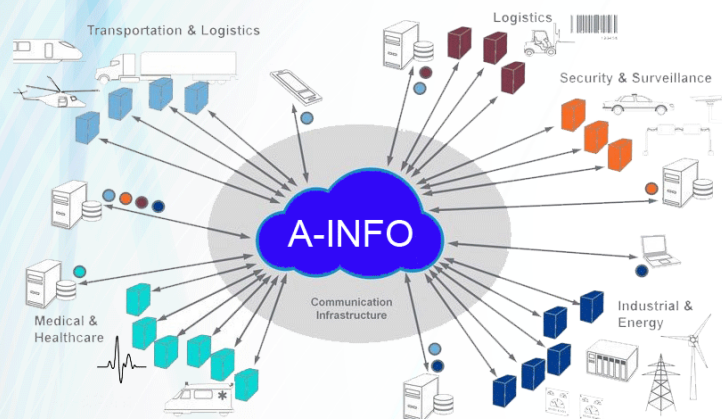 Transportation & Logistics
Logistics
Security & Surveillance
A-INFO
Communication
Infrastructure
Medical &
Healthcare
Industrial &
Energy